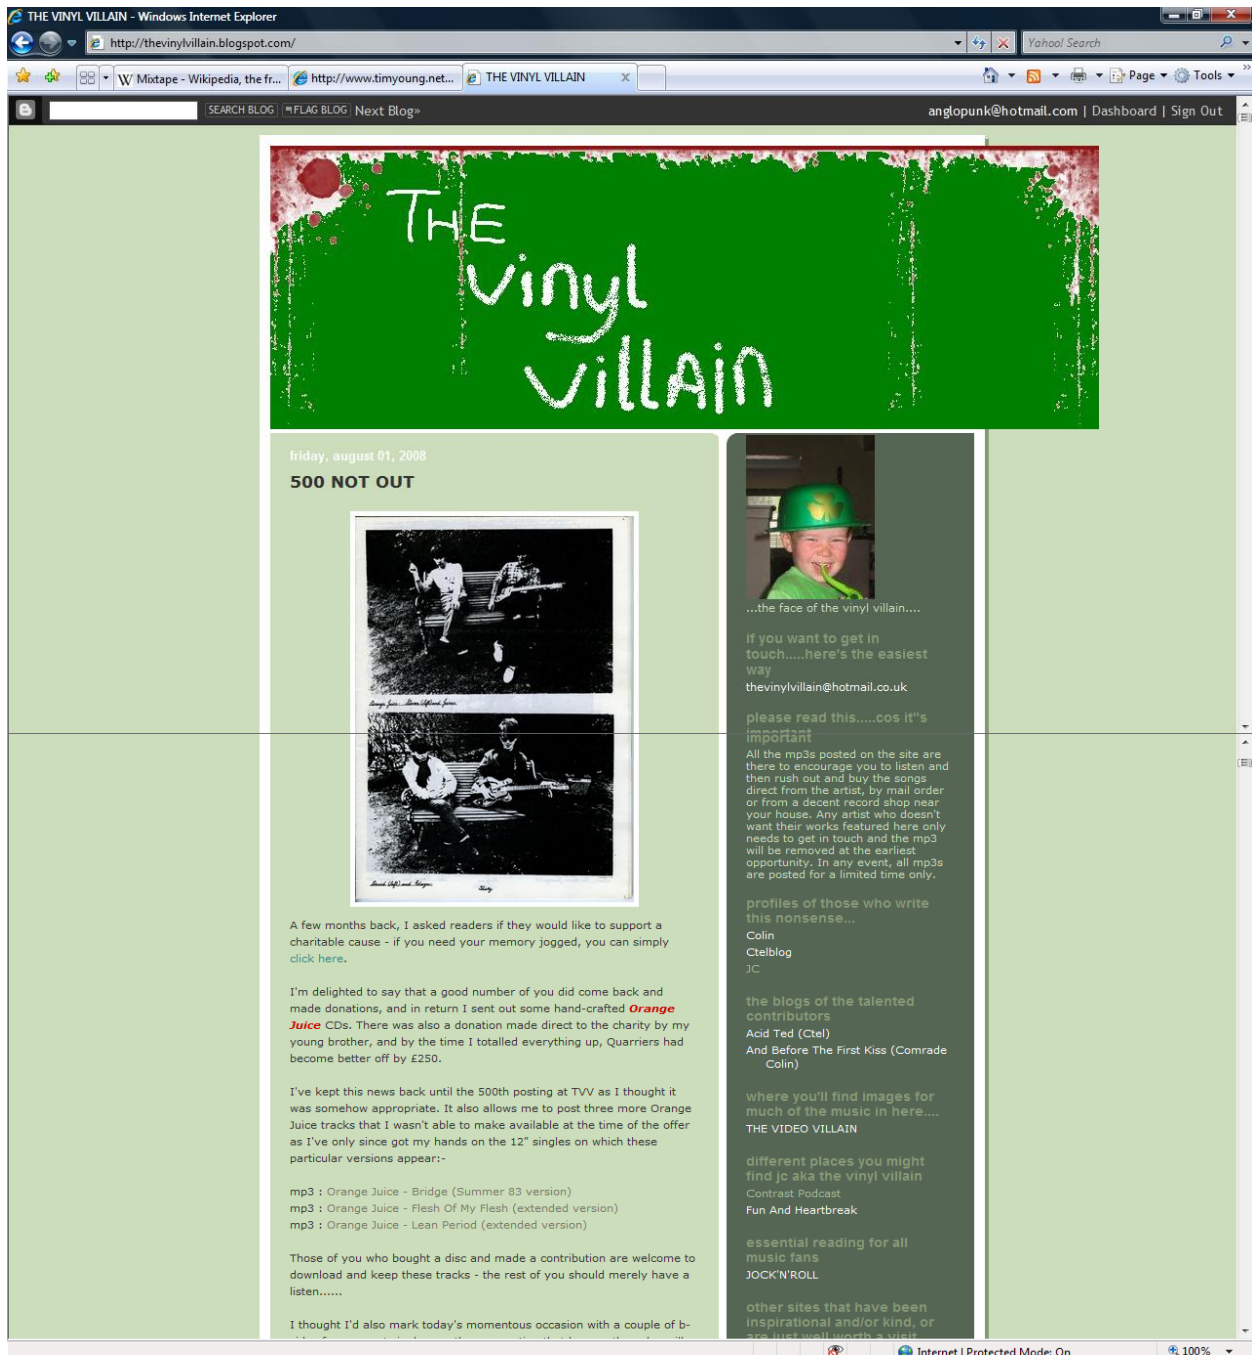 THE VINYL VILLAIN - Windows Internet Explorer
http://thevinylvillain.blogspot.com/
Yahoo! Search
Mixtape - Wikipedia, the fr...
http://www.timyoung.net...
THE VINYL VILLAIN
Page
Tools
SEARCH BLOG
FLAG BLOG
Next Blog»
anglopunk@hotmail.com | Dashboard | Sign Out
THE
vinyl
villain
friday, august 01, 2008
500 NOT OUT
A few months back, I asked readers if they would like to support a
charitable cause - if you need your memory jogged, you can simply
click here.
I'm delighted to say that a good number of you did come back and
made donations, and in return I sent out some hand-crafted Orange
Juice CDs. There was also a donation made direct to the charity by my
young brother, and by the time I totalled everything up, Quarriers had
become better off by £250.
I've kept this news back until the 500th posting at TVV as I thought it
was somehow appropriate. It also allows me to post three more Orange
Juice tracks that I wasn't able to make available at the time of the offer
as I've only since got my hands on the 12" singles on which these
particular versions appear:-
mp3 : Orange Juice - Bridge (Summer 83 version)
mp3 : Orange Juice - Flesh Of My Flesh (extended version)
mp3 : Orange Juice - Lean Period (extended version)
Those of you who bought a disc and made a contribution are welcome to
download and keep these tracks - the rest of you should merely have a
listen......
I thought I'd also mark today's momentous occasion with a couple of b-
...the face of the vinyl villain....
if you want to get in
touch.....here's the easiest
way
thevinylvillain@hotmail.co.uk
please read this.....cos it"s
important
All the mp3s posted on the site are
there to encourage you to listen and
then rush out and buy the songs
direct from the artist, by mail order
or from a decent record shop near
your house. Any artist who doesn't
want their works featured here only
needs to get in touch and the mp3
will be removed at the earliest
opportunity. In any event, all mp3s
are posted for a limited time only.
profiles of those who write
this nonsense...
Colin
Ctelblog
JC
the blogs of the talented
contributors
Acid Ted (Ctel)
And Before The First Kiss (Comrade
Colin)
where you'll find images for
much of the music in here....
THE VIDEO VILLAIN
different places you might
find jc aka the vinyl villain
Contrast Podcast
Fun And Heartbreak
essential reading for all
music fans
JOCK'N'ROLL
other sites that have been
inspirational and/or kind, or
are just well worth a visit
Internet | Protected Mode: On
100%